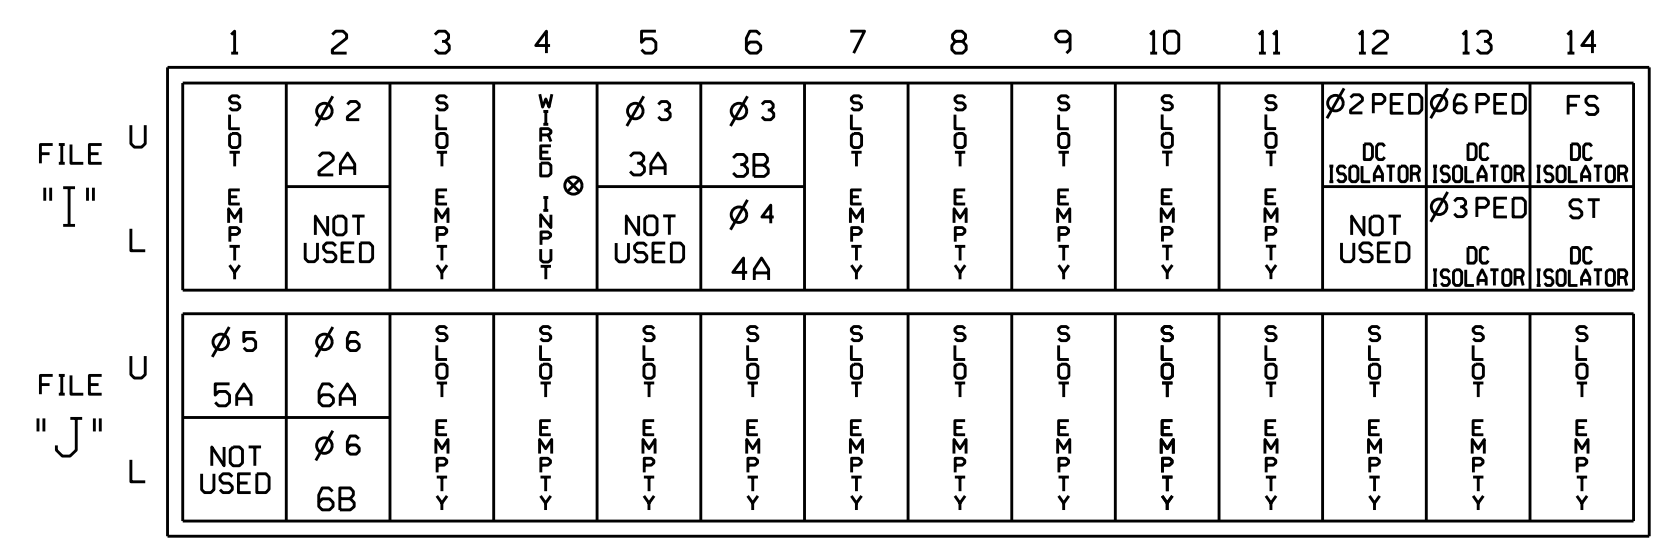 1 2 3 4 5 6 7 8 9 10 11 12 13 14
FILE "I"
U
SLOT EMPTY
Ø 2 2A
SLOT EMPTY
WIRED INPUT
Ø 3 3A
Ø 3 3B
SLOT EMPTY
SLOT EMPTY
SLOT EMPTY
SLOT EMPTY
SLOT EMPTY
Ø2 PED DC ISOLATOR
Ø6 PED DC ISOLATOR
FS DC ISOLATOR
L
NOT USED
NOT USED
Ø 4 4A
NOT USED
Ø3 PED DC ISOLATOR
ST DC ISOLATOR
FILE "J"
U
Ø 5 5A
Ø 6 6A
SLOT EMPTY
SLOT EMPTY
SLOT EMPTY
SLOT EMPTY
SLOT EMPTY
SLOT EMPTY
SLOT EMPTY
SLOT EMPTY
SLOT EMPTY
SLOT EMPTY
SLOT EMPTY
SLOT EMPTY
L
NOT USED
Ø 6 6B